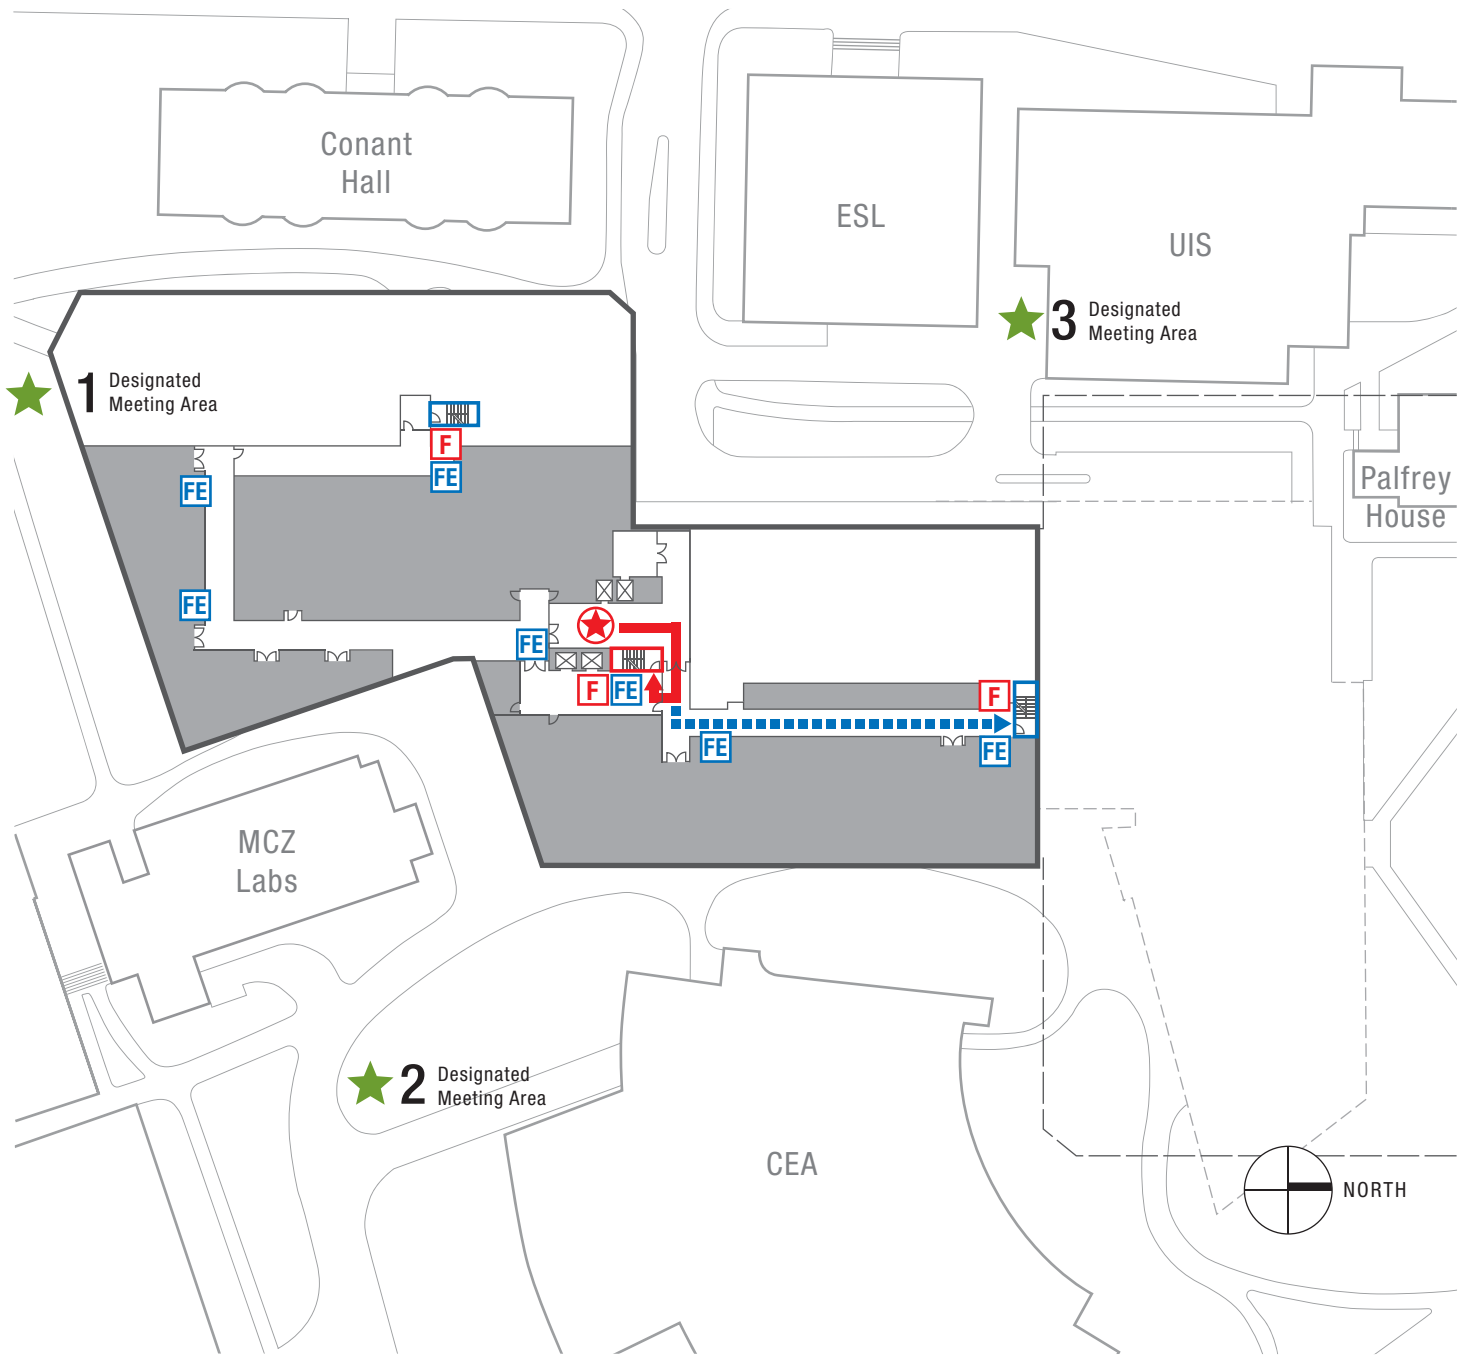 Conant
Hall
ESL
UIS
3 Designated
Meeting Area
1 Designated
Meeting Area
F
FE
FE
Palfrey
House
FE
FE
F
FE
F
FE
FE
MCZ
Labs
2 Designated
Meeting Area
CEA
NORTH